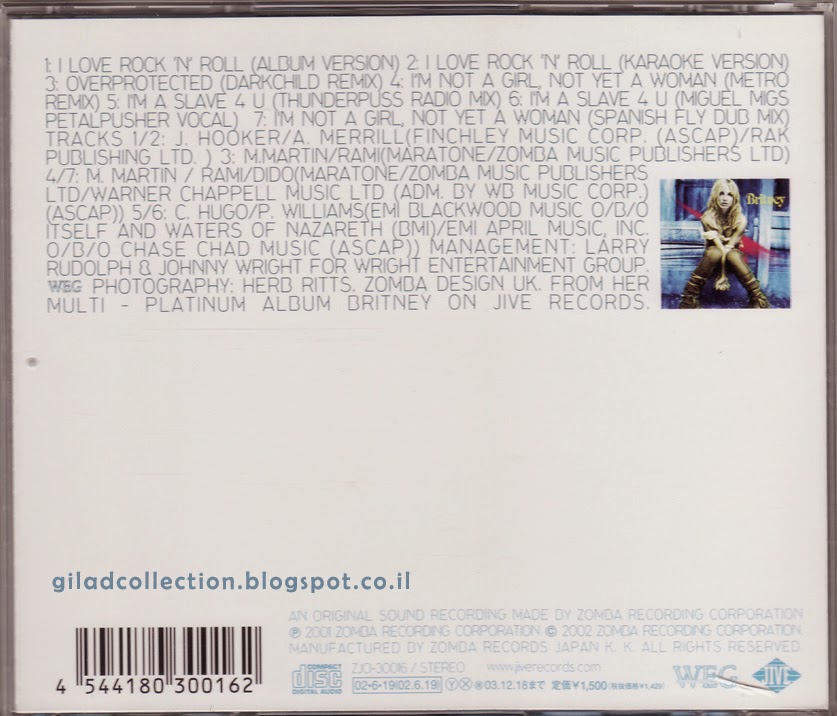 1: I LOVE ROCK 'N' ROLL (ALBUM VERSION) 2: I LOVE ROCK 'N' ROLL (KARAOKE VERSION)
3: OVERPROTECTED (DARKCHILD REMIX) 4: I'M NOT A GIRL, NOT YET A WOMAN (METRO
REMIX) 5: I'M A SLAVE 4 U (THUNDERPUSS RADIO MIX) 6: I'M A SLAVE 4 U (MIGUEL MIGS
PETALPUSHER VOCAL) 7: I'M NOT A GIRL, NOT YET A WOMAN (SPANISH FLY DUB MIX)
TRACKS 1/2: J. HOOKER/A. MERRILL(FINCHLEY MUSIC CORP. (ASCAP)/RAK
PUBLISHING LTD. ) 3: M.MARTIN/RAMI(MARATONE/ZOMBA MUSIC PUBLISHERS LTD)
4/7: M. MARTIN / RAMI/DIDO(MARATONE/ZOMBA MUSIC PUBLISHERS
LTD/WARNER CHAPPELL MUSIC LTD (ADM. BY WB MUSIC CORP.)
(ASCAP)) 5/6: C. HUGO/P. WILLIAMS(EMI BLACKWOOD MUSIC O/B/O
ITSELF AND WATERS OF NAZARETH (BMI)/EMI APRIL MUSIC, INC.
O/B/O CHASE CHAD MUSIC (ASCAP)) MANAGEMENT: LARRY
RUDOLPH & JOHNNY WRIGHT FOR WRIGHT ENTERTAINMENT GROUP.
WEG PHOTOGRAPHY: HERB RITTS. ZOMBA DESIGN UK. FROM HER
MULTI - PLATINUM ALBUM BRITNEY ON JIVE RECORDS.
Britney
giladcollection.blogspot.co.il
AN ORIGINAL SOUND RECORDING MADE BY ZOMBA RECORDING CORPORATION
℗ 2001 ZOMBA RECORDING CORPORATION © 2002 ZOMBA RECORDING CORPORATION.
MANUFACTURED BY ZOMBA RECORDS JAPAN K. K. ALL RIGHTS RESERVED.
4 544180 300162
COMPACT disc DIGITAL AUDIO
ZJO-30016 / STEREO www.jiverecords.com
02•6•19(02.6.19) Ⓨ Ⓧ 03.12.18まで 定価¥1,500(税抜価格¥1,429)
WEG JIVE